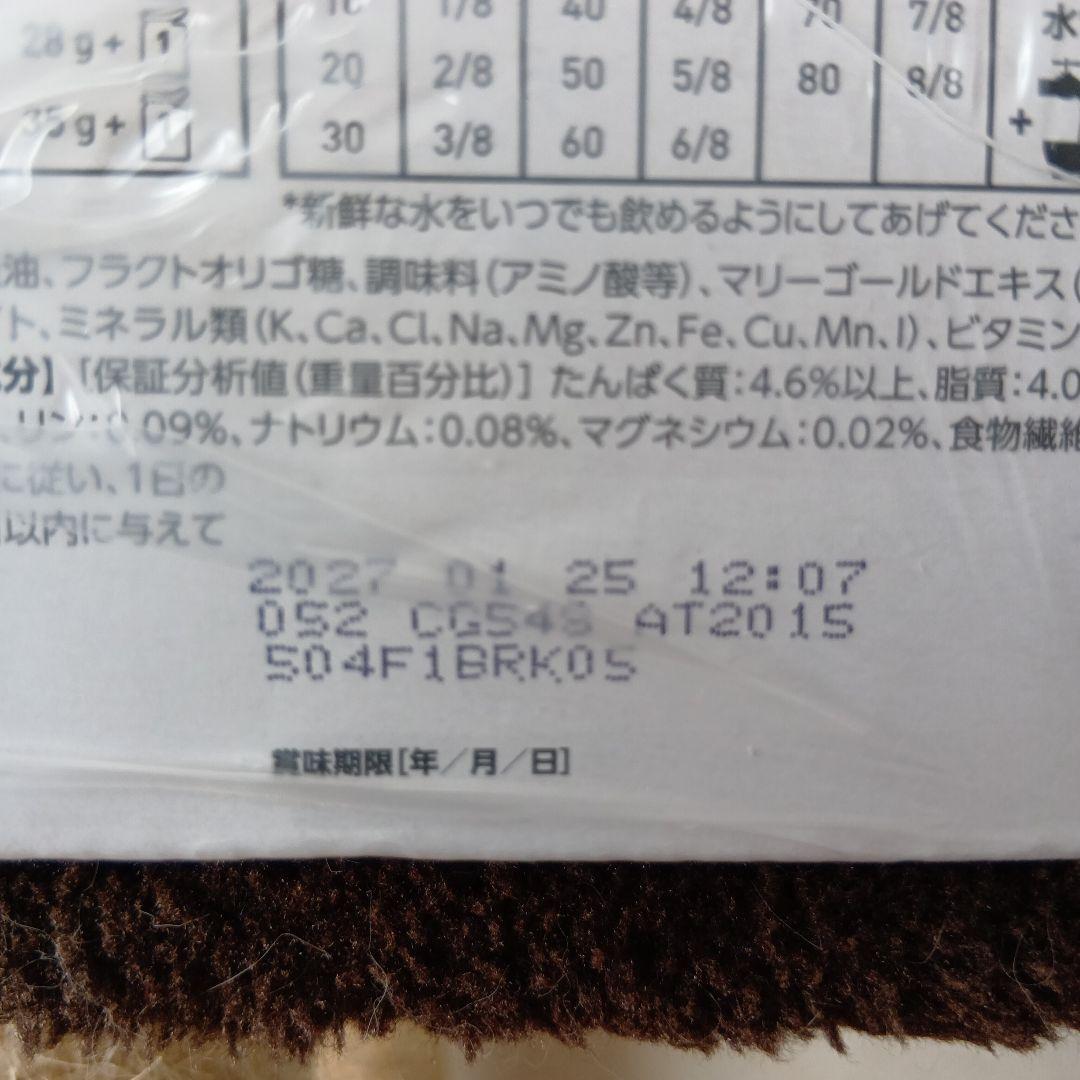 28g+ 1
35g+ 1
10 1/8 40 4/8 70 7/8 水
20 2/8 50 5/8 80 8/8
30 3/8 60 6/8 +
*新鮮な水をいつでも飲めるようにしてあげてくださ
油、フラクトオリゴ糖、調味料(アミノ酸等)、マリーゴールドエキス(
ト、ミネラル類(K、Ca、Cl、Na、Mg、Zn、Fe、Cu、Mn、I)、ビタミン
分】[保証分析値(重量百分比)] たんぱく質:4.6%以上、脂質:4.0
リン:0.09%、ナトリウム:0.08%、マグネシウム:0.02%、食物繊維
に従い、1日の
以内に与えて
2027 01 25 12:07
052 CG548 AT2015
504F1BRK05
賞味期限[年/月/日]